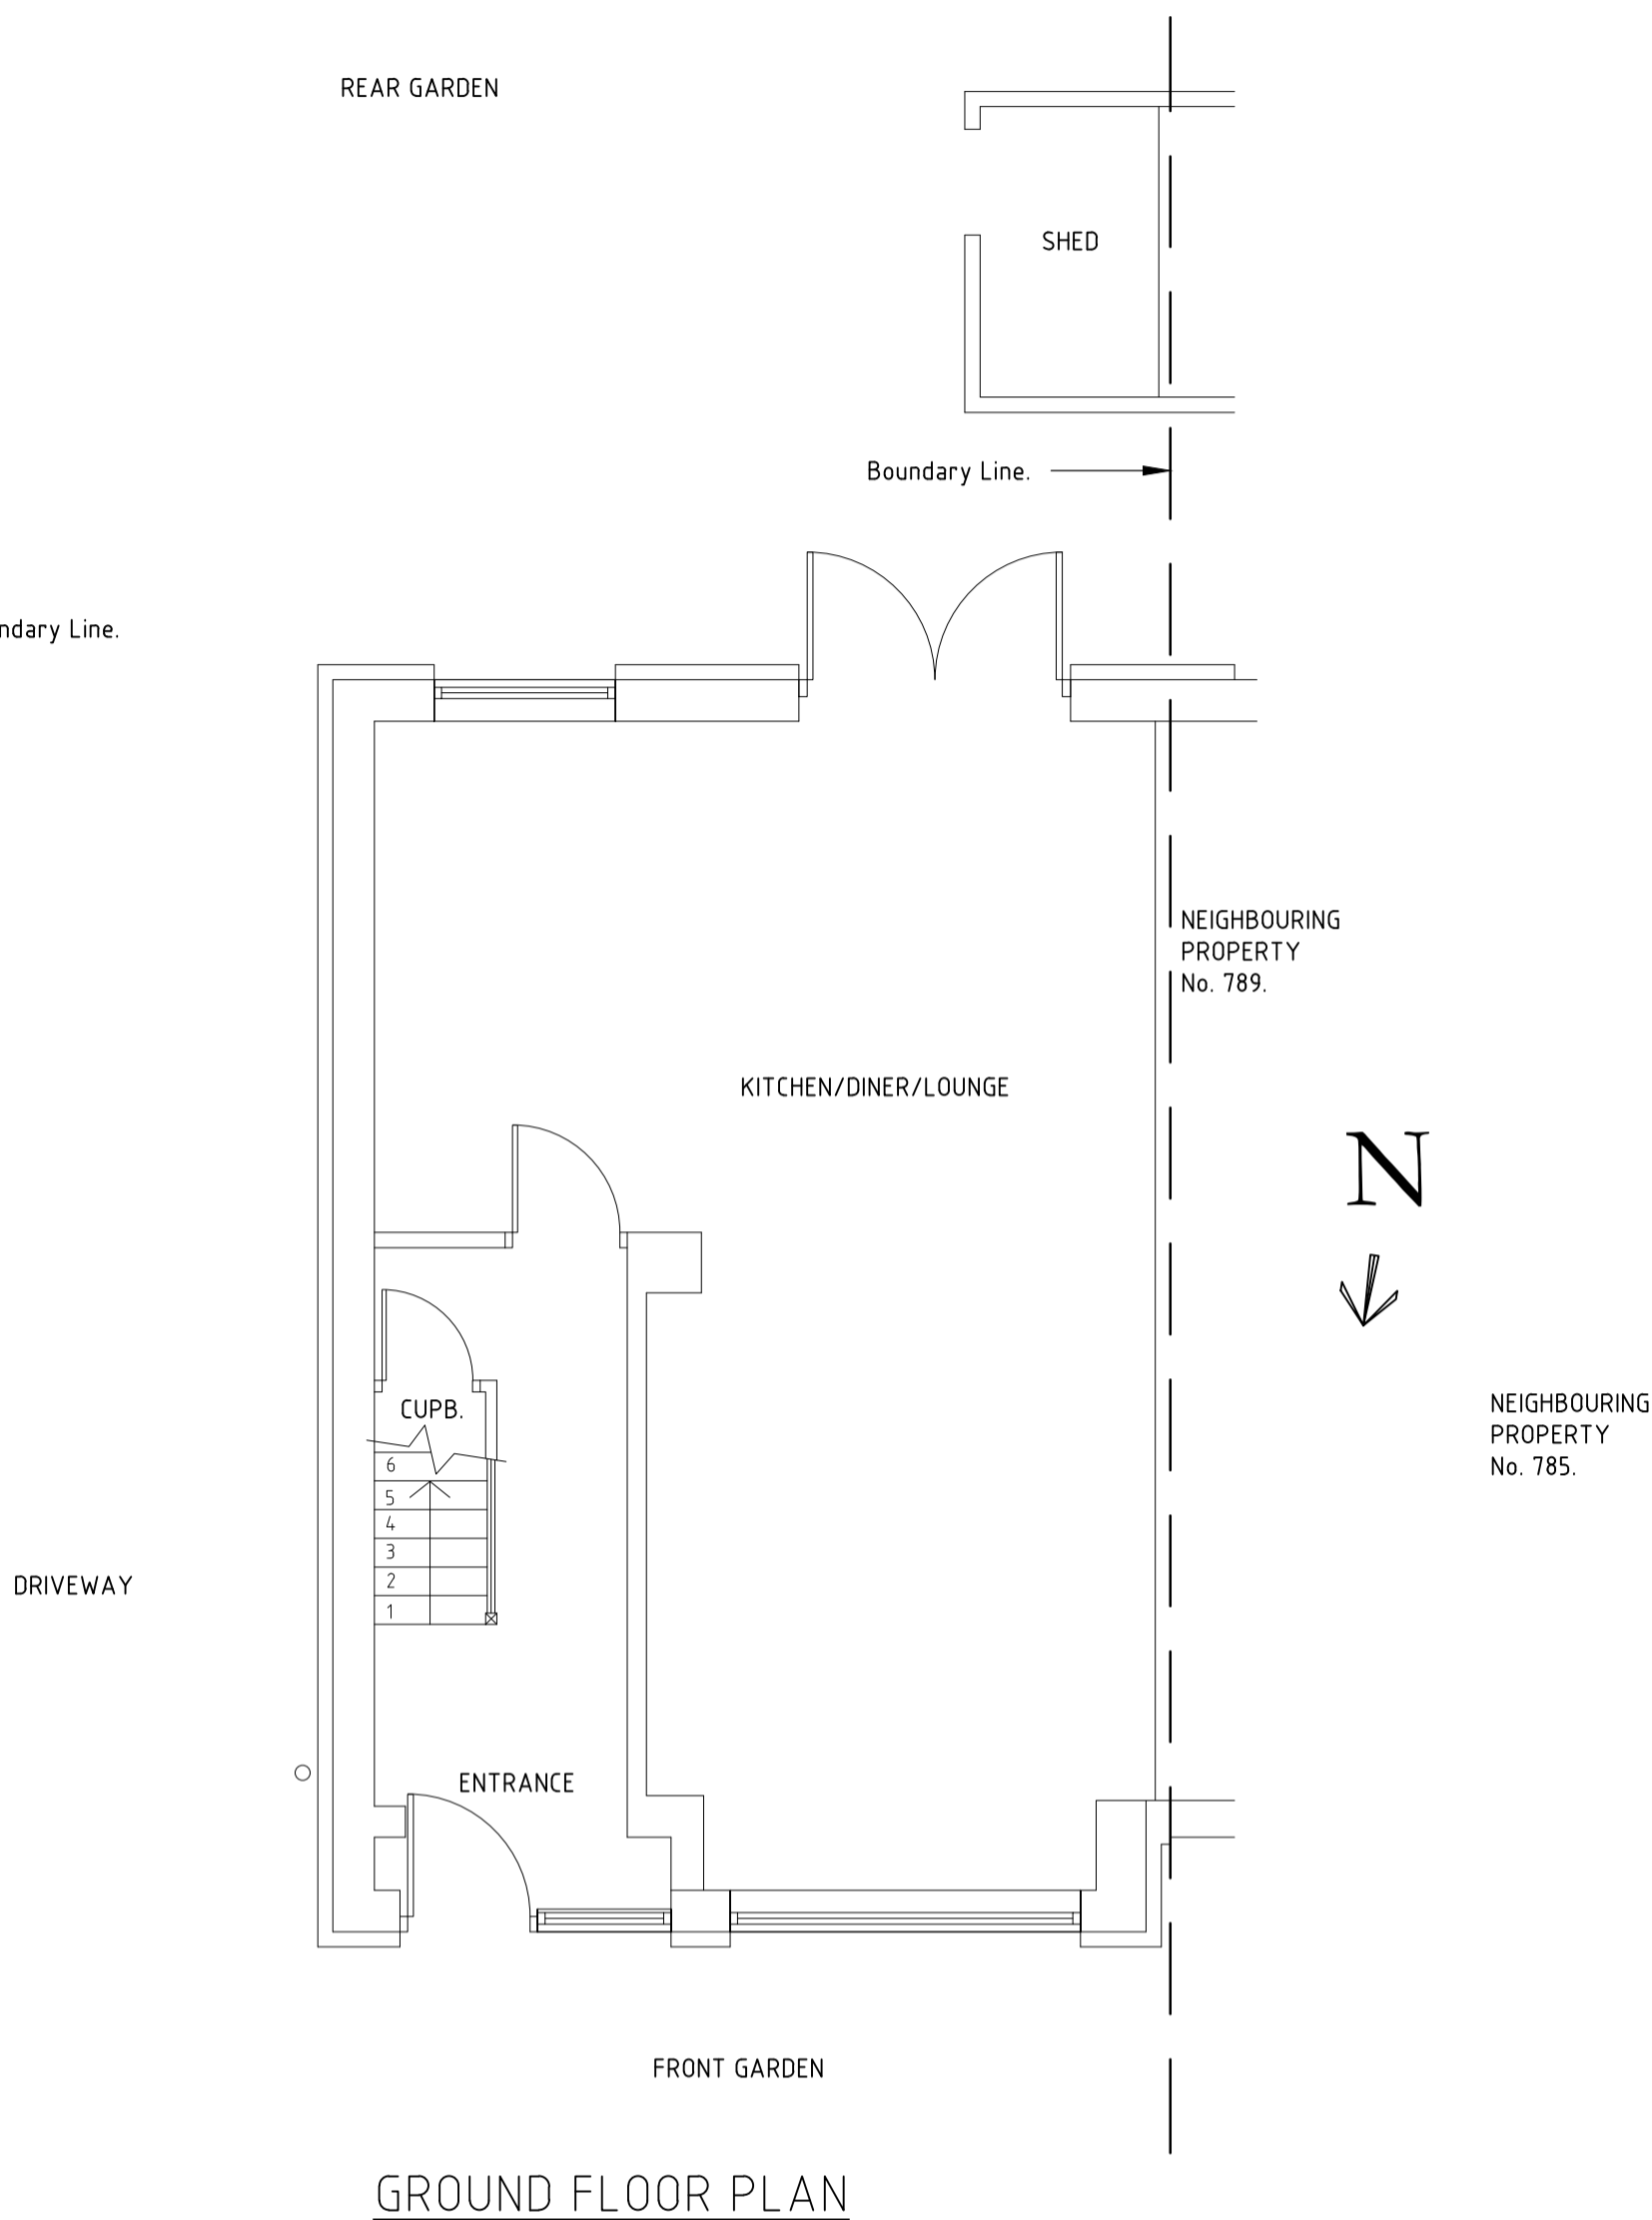 REAR GARDEN
SHED
Boundary Line.
ndary Line.
NEIGHBOURING
PROPERTY
No. 789.
KITCHEN/DINER/LOUNGE
N
CUPB.
NEIGHBOURING
PROPERTY
No. 785.
6
5
4
3
2
1
DRIVEWAY
ENTRANCE
FRONT GARDEN
GROUND FLOOR PLAN